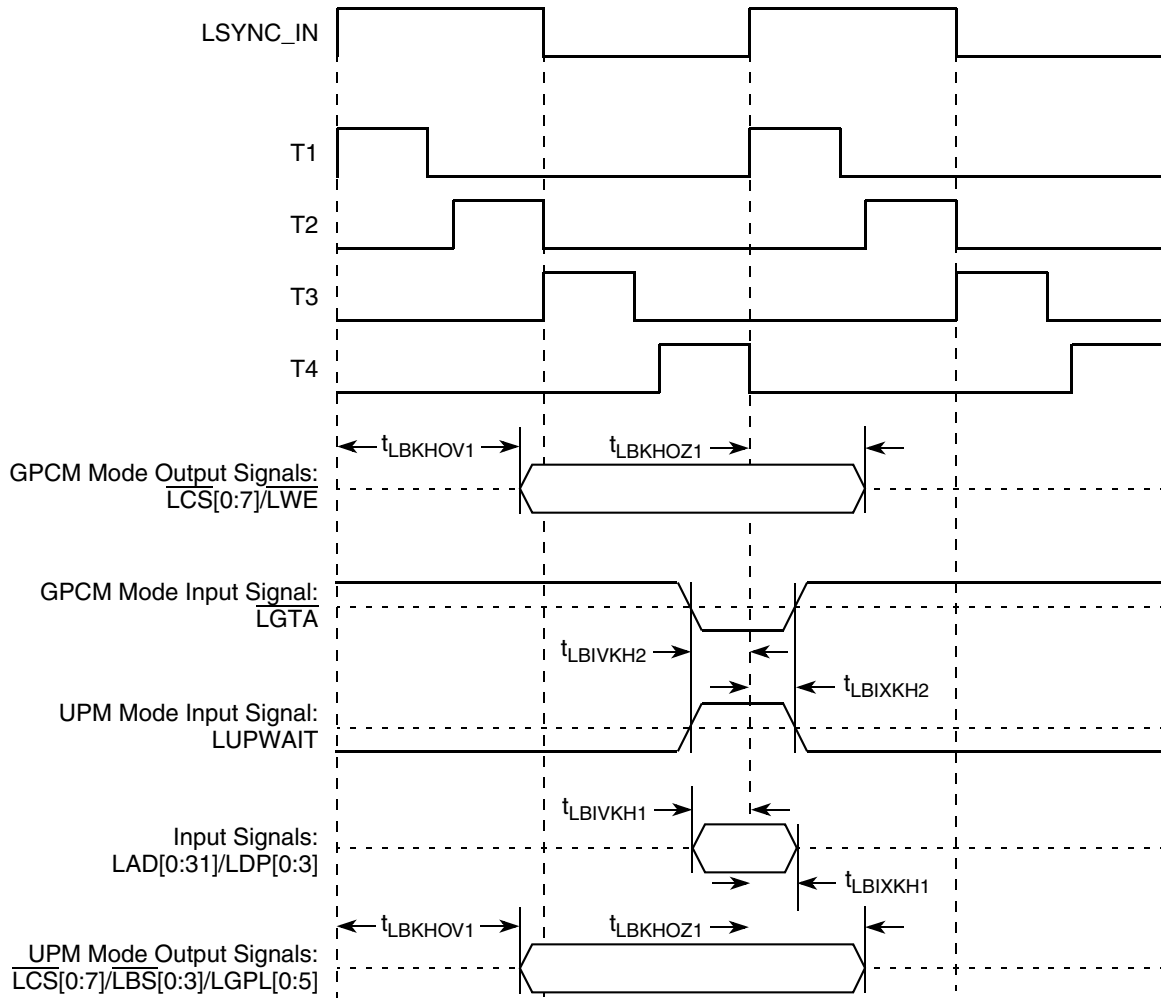 LSYNC_IN
T1
T2
T3
T4
tLBKHOV1
tLBKHOZ1
GPCM Mode Output Signals:
LCS[0:7]/LWE
GPCM Mode Input Signal:
LGTA
tLBIVKH2
tLBIXKH2
UPM Mode Input Signal:
LUPWAIT
tLBIVKH1
Input Signals:
LAD[0:31]/LDP[0:3]
tLBIXKH1
tLBKHOV1
tLBKHOZ1
UPM Mode Output Signals:
LCS[0:7]/LBS[0:3]/LGPL[0:5]